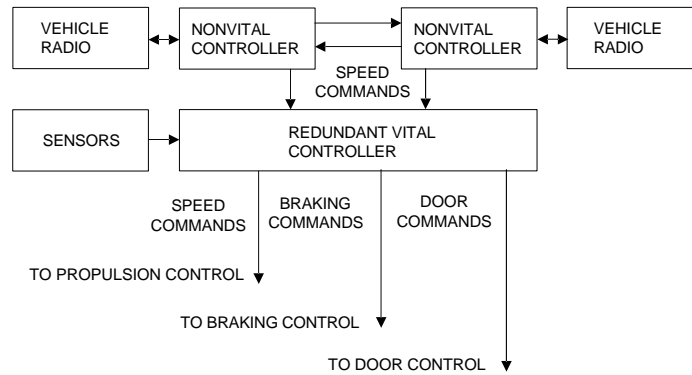 VEHICLE
RADIO
NONVITAL
CONTROLLER
NONVITAL
CONTROLLER
VEHICLE
RADIO
SPEED
COMMANDS
SENSORS
REDUNDANT VITAL
CONTROLLER
SPEED
COMMANDS
BRAKING
COMMANDS
DOOR
COMMANDS
TO PROPULSION CONTROL
TO BRAKING CONTROL
TO DOOR CONTROL